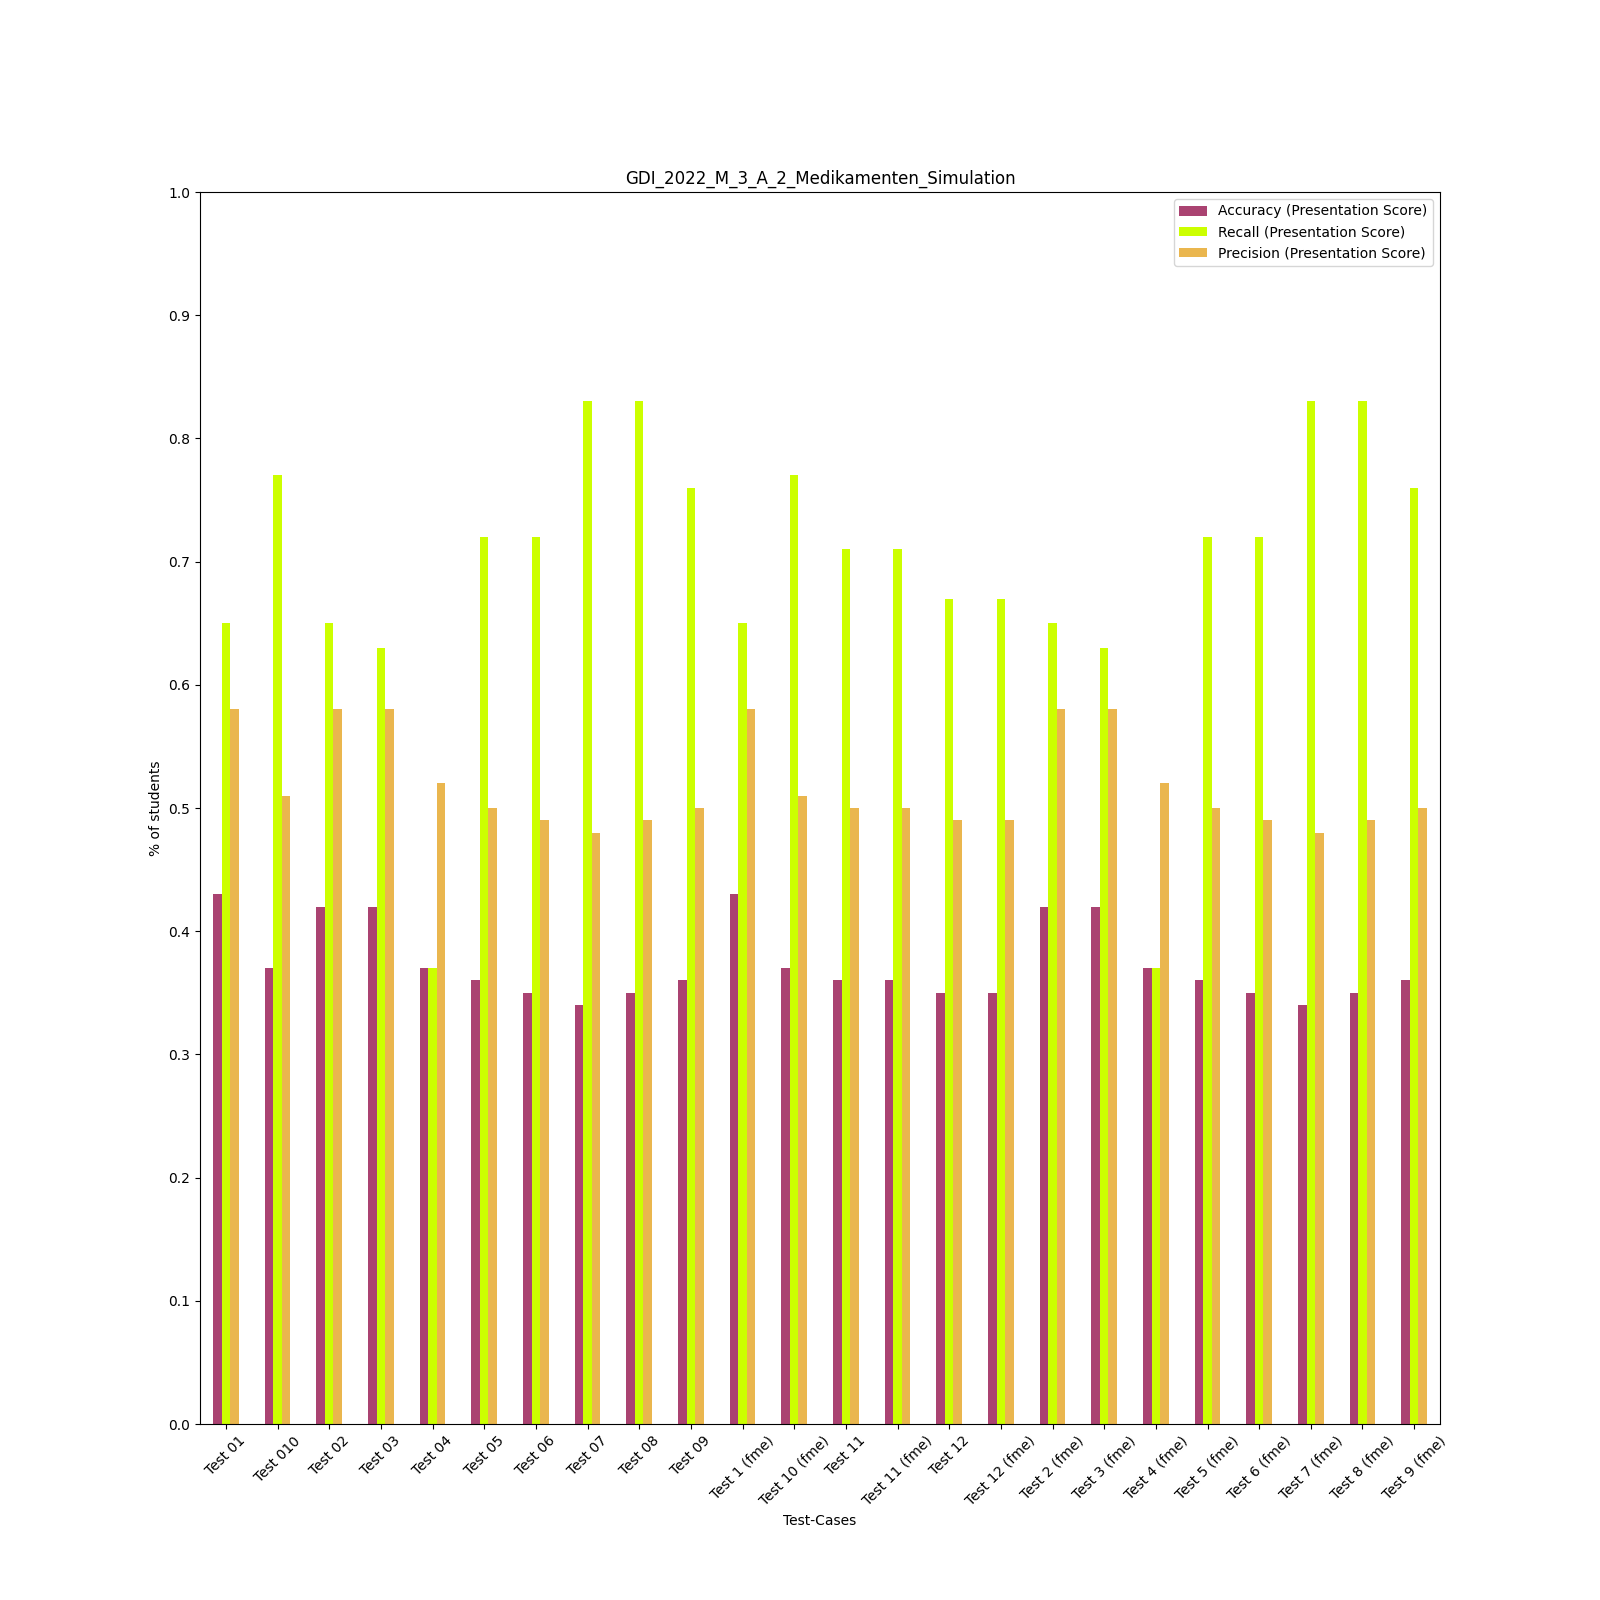 GDI_2022_M_3_A_2_Medikamenten_Simulation
Accuracy (Presentation Score)
Recall (Presentation Score)
Precision (Presentation Score)
% of students
1.0
0.9
0.8
0.7
0.6
0.5
0.4
0.3
0.2
0.1
0.0
Test 01
Test 010
Test 02
Test 03
Test 04
Test 05
Test 06
Test 07
Test 08
Test 09
Test 1 (fme)
Test 10 (fme)
Test 11
Test 11 (fme)
Test 12
Test 12 (fme)
Test 2 (fme)
Test 3 (fme)
Test 4 (fme)
Test 5 (fme)
Test 6 (fme)
Test 7 (fme)
Test 8 (fme)
Test 9 (fme)
Test-Cases